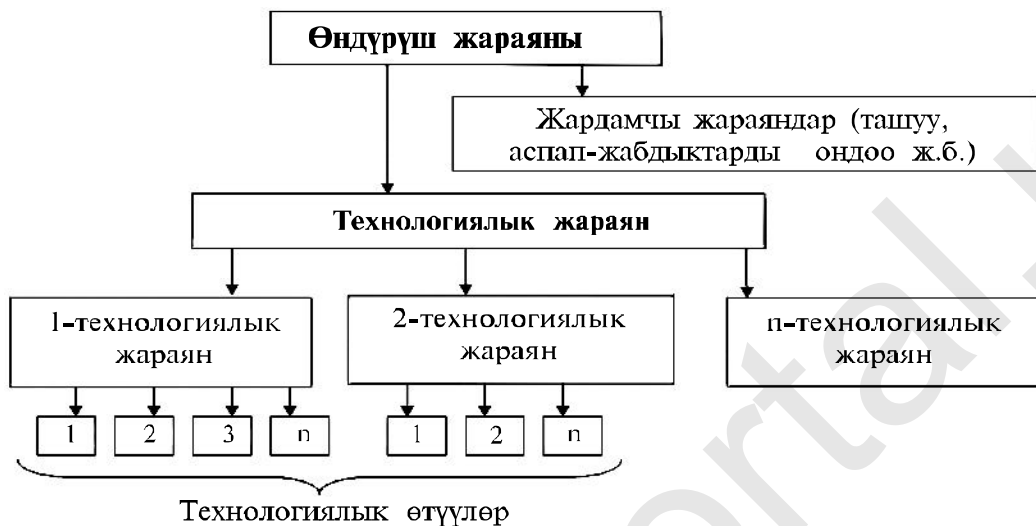 Өндүрүш жараяны
Жардамчы жараяндар (ташуу,
аспап-жабдыктарды ондоо ж.б.)
Технологиялык жараян
1-технологиялык
жараян
2-технологиялык
жараян
n-технологиялык
жараян
1 2 3 n 1 2 n
Технологиялык өтүүлөр